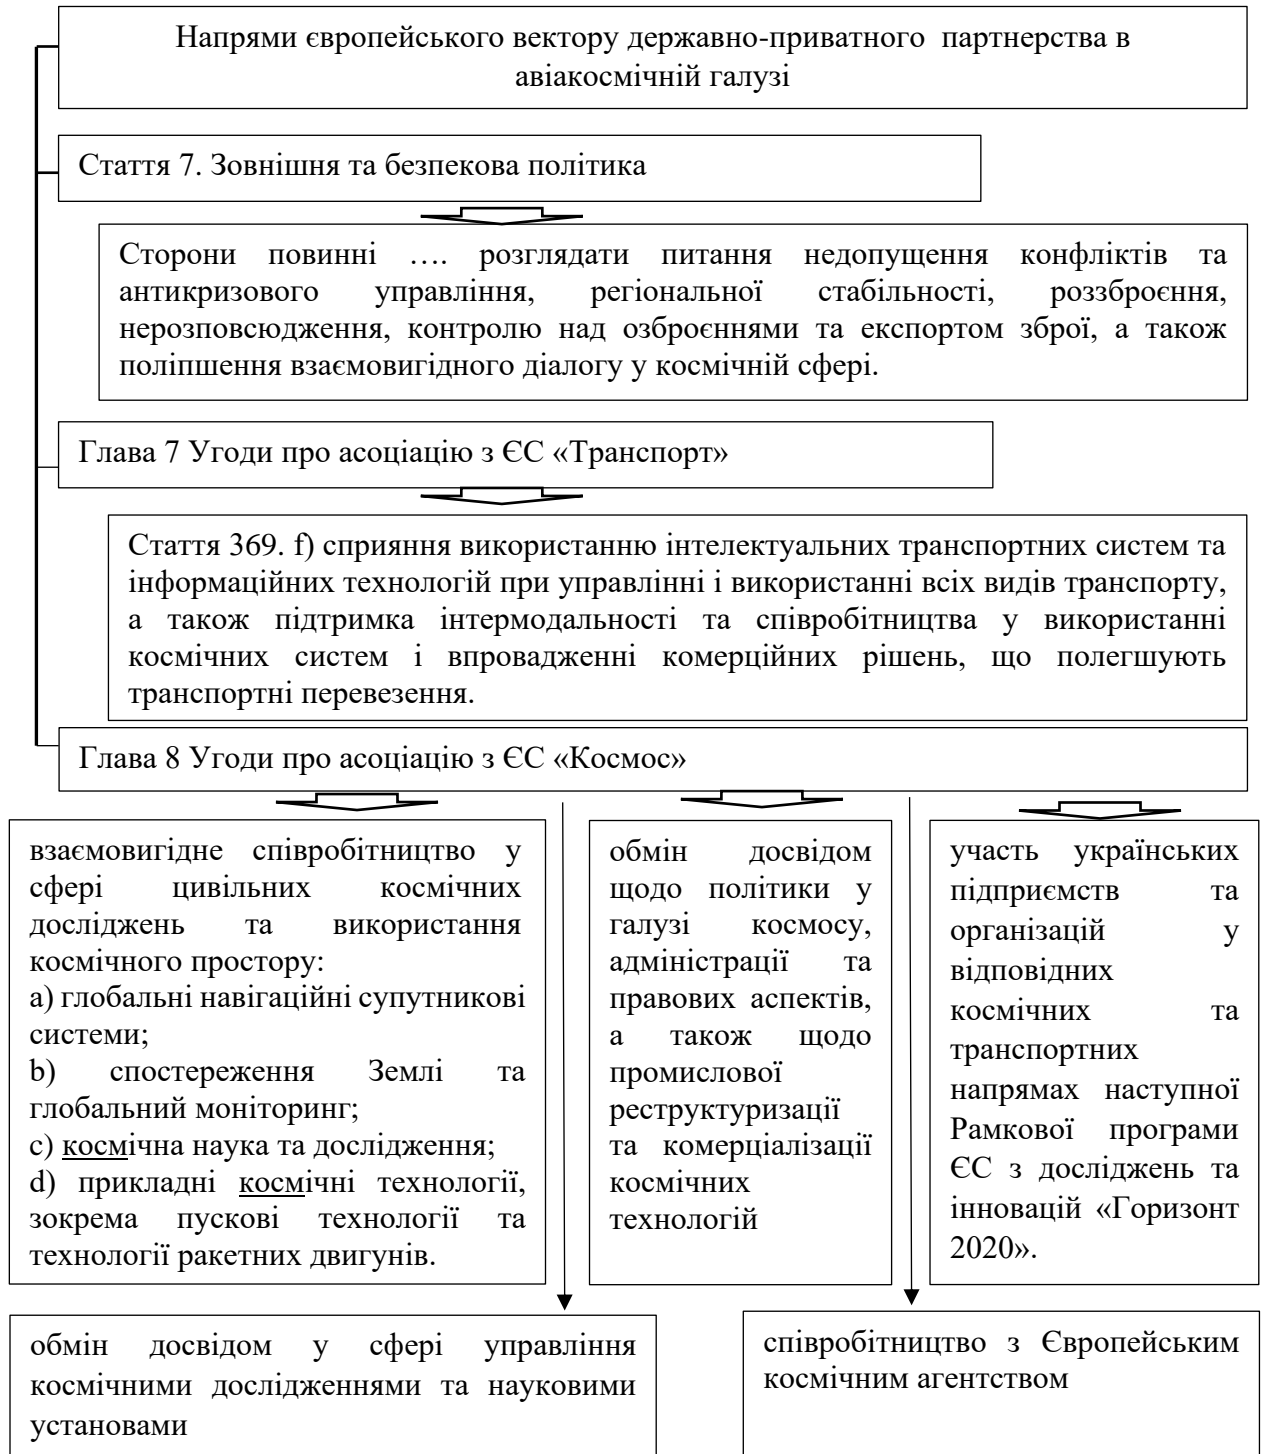 Напрями європейського вектору державно-приватного партнерства в
авіакосмічній галузі
Стаття 7. Зовнішня та безпекова політика
Сторони повинні …. розглядати питання недопущення конфліктів та
антикризового управління, регіональної стабільності, роззброєння,
нерозповсюдження, контролю над озброєннями та експортом зброї, а також
поліпшення взаємовигідного діалогу у космічній сфері.
Глава 7 Угоди про асоціацію з ЄС «Транспорт»
Стаття 369. f) сприяння використанню інтелектуальних транспортних систем та
інформаційних технологій при управлінні і використанні всіх видів транспорту,
а також підтримка інтермодальності та співробітництва у використанні
космічних систем і впровадженні комерційних рішень, що полегшують
транспортні перевезення.
Глава 8 Угоди про асоціацію з ЄС «Космос»
взаємовигідне співробітництво у
сфері цивільних космічних
досліджень та використання
космічного простору:
a) глобальні навігаційні супутникові
системи;
b) спостереження Землі та
глобальний моніторинг;
c) космічна наука та дослідження;
d) прикладні космічні технології,
зокрема пускові технології та
технології ракетних двигунів.
обмін досвідом
щодо політики у
галузі космосу,
адміністрації та
правових аспектів,
а також щодо
промислової
реструктуризації
та комерціалізації
космічних
технологій
участь українських
підприємств та
організацій у
відповідних
космічних та
транспортних
напрямах наступної
Рамкової програми
ЄС з досліджень та
інновацій «Горизонт
2020».
обмін досвідом у сфері управління
космічними дослідженнями та науковими
установами
співробітництво з Європейським
космічним агентством